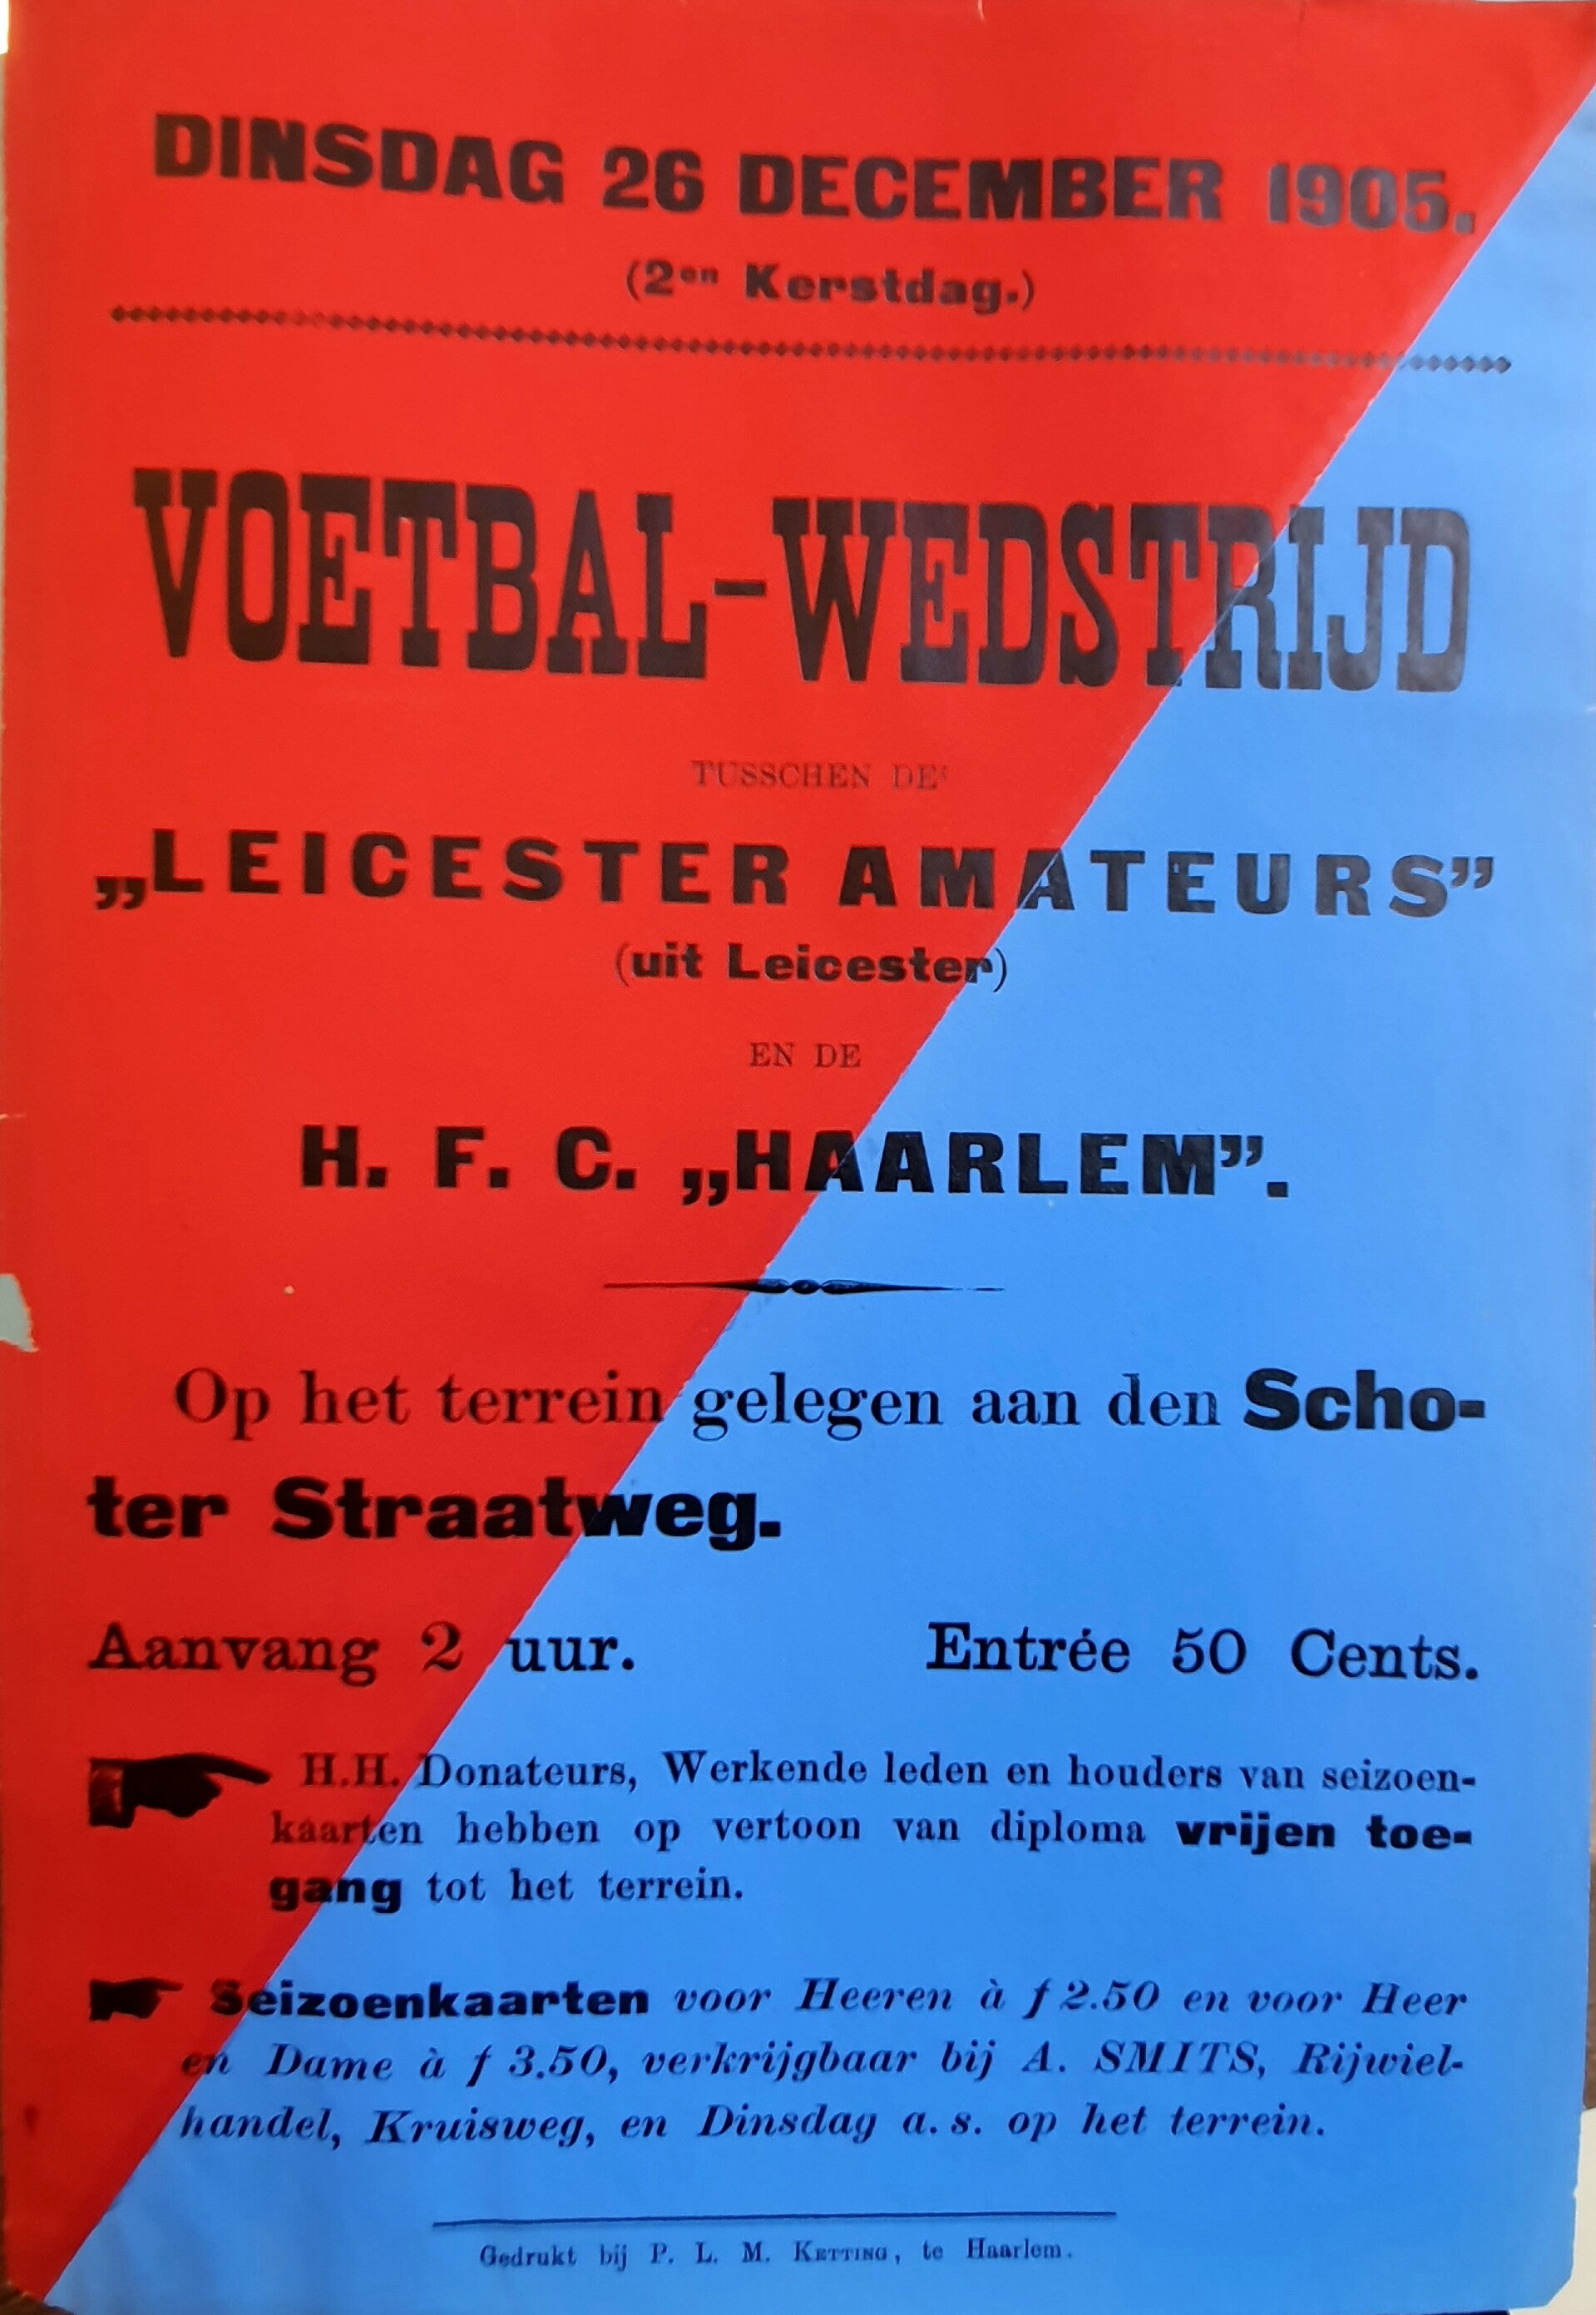 DINSDAG 26 DECEMBER 1905.
(2en Kerstdag.)
VOETBAL-WEDSTRIJD
TUSSCHEN DE
„LEICESTER AMATEURS”
(uit Leicester)
EN DE
H. F. C. „HAARLEM”.
Op het terrein gelegen aan den Scho-
ter Straatweg.
Aanvang 2 uur. Entrée 50 Cents.
H.H. Donateurs, Werkende leden en houders van seizoen-
kaarten hebben op vertoon van diploma vrijen toe-
gang tot het terrein.
Seizoenkaarten voor Heeren à f 2.50 en voor Heer
en Dame à f 3.50, verkrijgbaar bij A. SMITS, Rijwiel-
handel, Kruisweg, en Dinsdag a. s. op het terrein.
Gedrukt bij P. L. M. Ketting, te Haarlem.